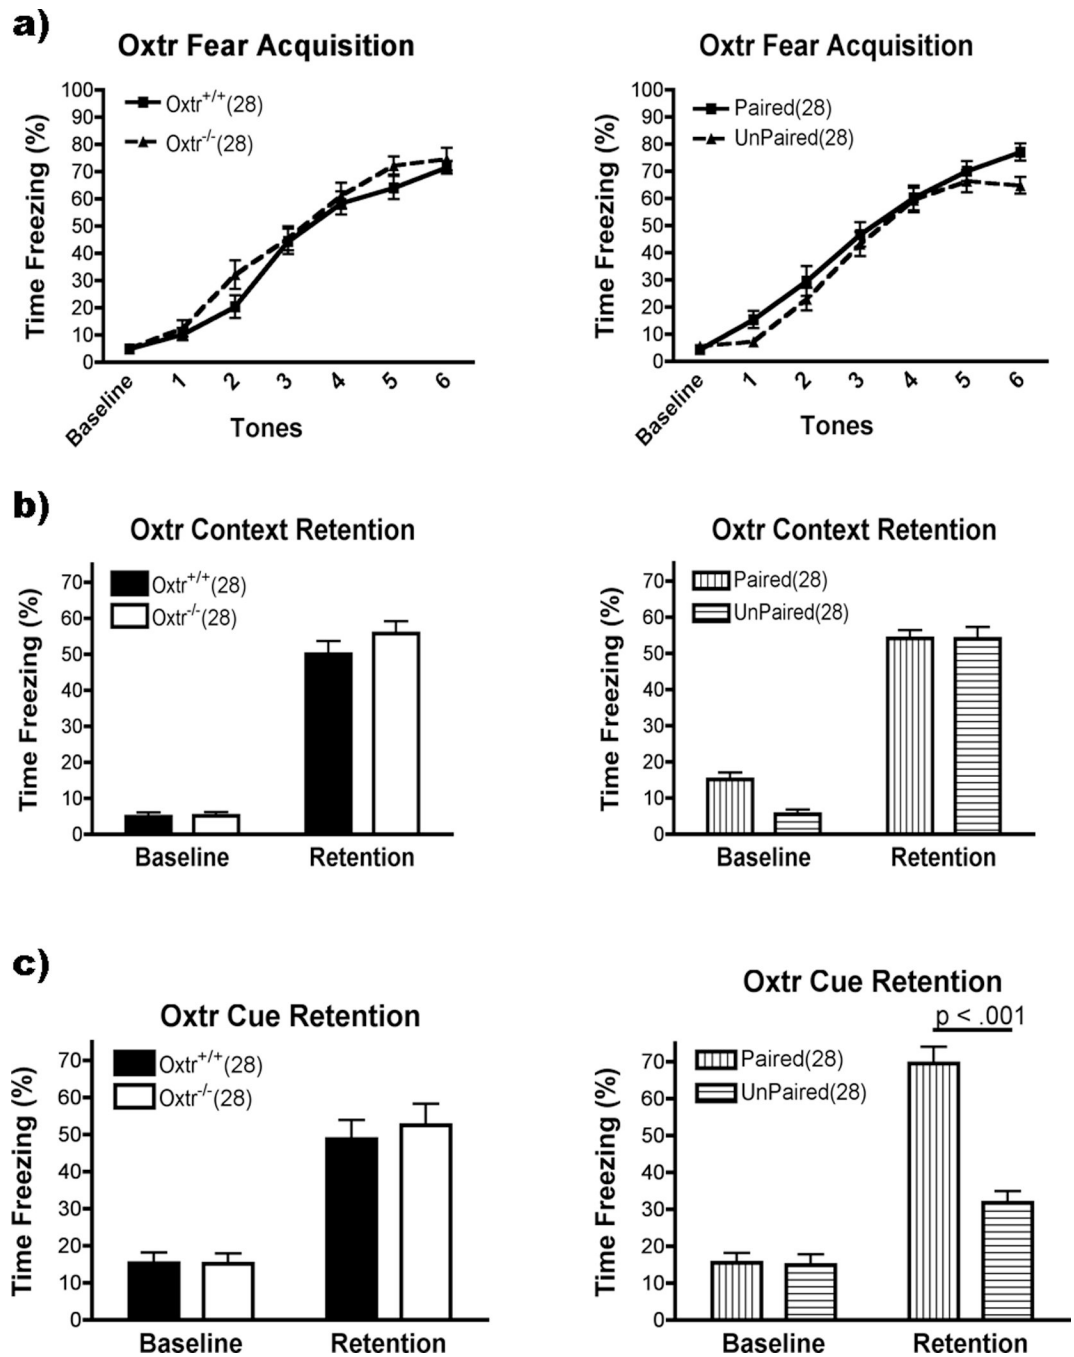 a)
Oxtr Fear Acquisition
Time Freezing (%)
100
90
80
70
60
50
40
30
20
10
0
Oxtr+/+(28)
Oxtr-/-(28)
Baseline 1 2 3 4 5 6
Tones
Oxtr Fear Acquisition
Time Freezing (%)
100
90
80
70
60
50
40
30
20
10
0
Paired(28)
UnPaired(28)
Baseline 1 2 3 4 5 6
Tones
b)
Oxtr Context Retention
Time Freezing (%)
70
60
50
40
30
20
10
0
Oxtr+/+(28)
Oxtr-/-(28)
Baseline Retention
Oxtr Context Retention
Time Freezing (%)
70
60
50
40
30
20
10
0
Paired(28)
UnPaired(28)
Baseline Retention
c)
Oxtr Cue Retention
Time Freezing (%)
70
60
50
40
30
20
10
0
Oxtr+/+(28)
Oxtr-/-(28)
Baseline Retention
Oxtr Cue Retention
p < .001
Time Freezing (%)
70
60
50
40
30
20
10
0
Paired(28)
UnPaired(28)
Baseline Retention